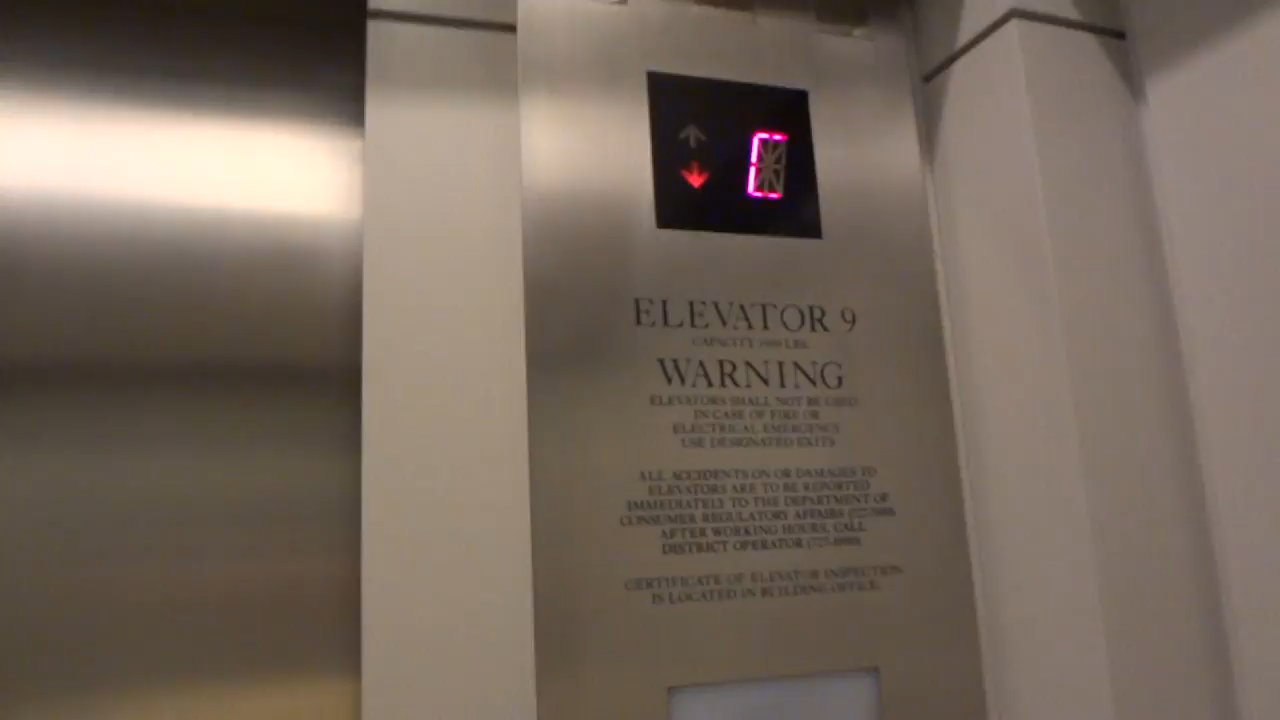 C
ELEVATOR 9
CAPACITY LBS.
WARNING
ELEVATORS SHALL NOT BE USED
IN CASE OF FIRE OR
ELECTRICAL EMERGENCY
USE DESIGNATED EXITS
ALL ACCIDENTS ON OR DAMAGES TO
ELEVATORS ARE TO BE REPORTED
IMMEDIATELY TO THE DEPARTMENT OF
CONSUMER REGULATORY AFFAIRS
AFTER WORKING HOURS, CALL
DISTRICT OPERATOR
CERTIFICATE OF ELEVATOR INSPECTION
IS LOCATED IN BUILDING OFFICE.